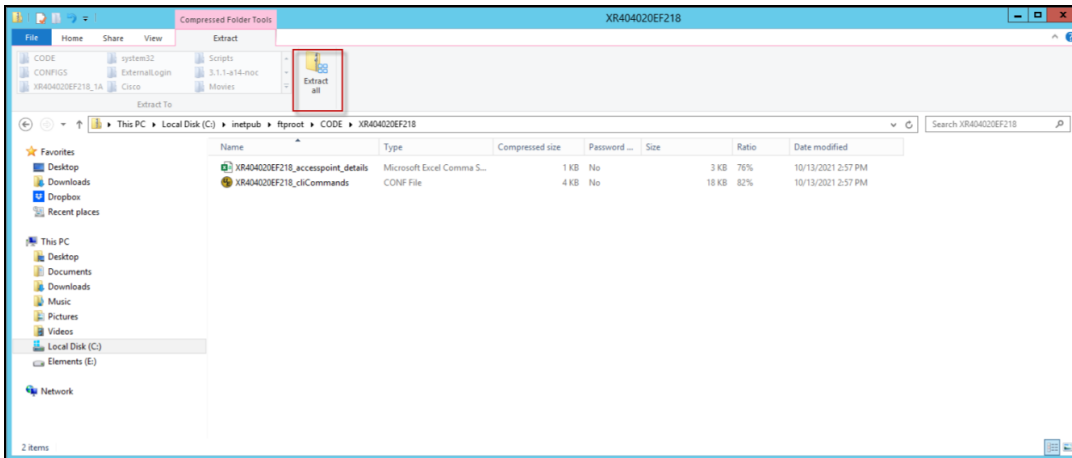 Compressed Folder Tools
XR404020EF218
File Home Share View Extract
CODE system32 Scripts
CONFIGS ExternalLogin 3.1.1-a14-noc
XR404020EF218_1A Cisco Movies
Extract all
Extract To
This PC Local Disk (C:) inetpub ftproot CODE XR404020EF218
Search XR404020EF218
Name Type Compressed size Password ... Size Ratio Date modified
XR404020EF218_accesspoint_details Microsoft Excel Comma S... 1 KB No 3 KB 76% 10/13/2021 2:57 PM
XR404020EF218_cliCommands CONF File 4 KB No 18 KB 82% 10/13/2021 2:57 PM
Favorites
Desktop
Downloads
Dropbox
Recent places
This PC
Desktop
Documents
Downloads
Music
Pictures
Videos
Local Disk (C:)
Elements (E:)
Network
2 items